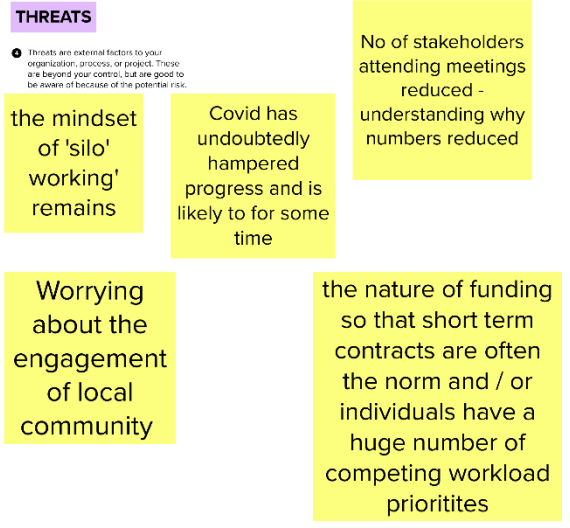 THREATS
4 Threats are external factors to your
organization, process, or project. These
are beyond your control, but are good to
be aware of because of the potential risk.
No of stakeholders
attending meetings
reduced -
understanding why
numbers reduced
the mindset
of 'silo'
working'
remains
Covid has
undoubtedly
hampered
progress and is
likely to for some
time
Worrying
about the
engagement
of local
community
the nature of funding
so that short term
contracts are often
the norm and / or
individuals have a
huge number of
competing workload
prioritites